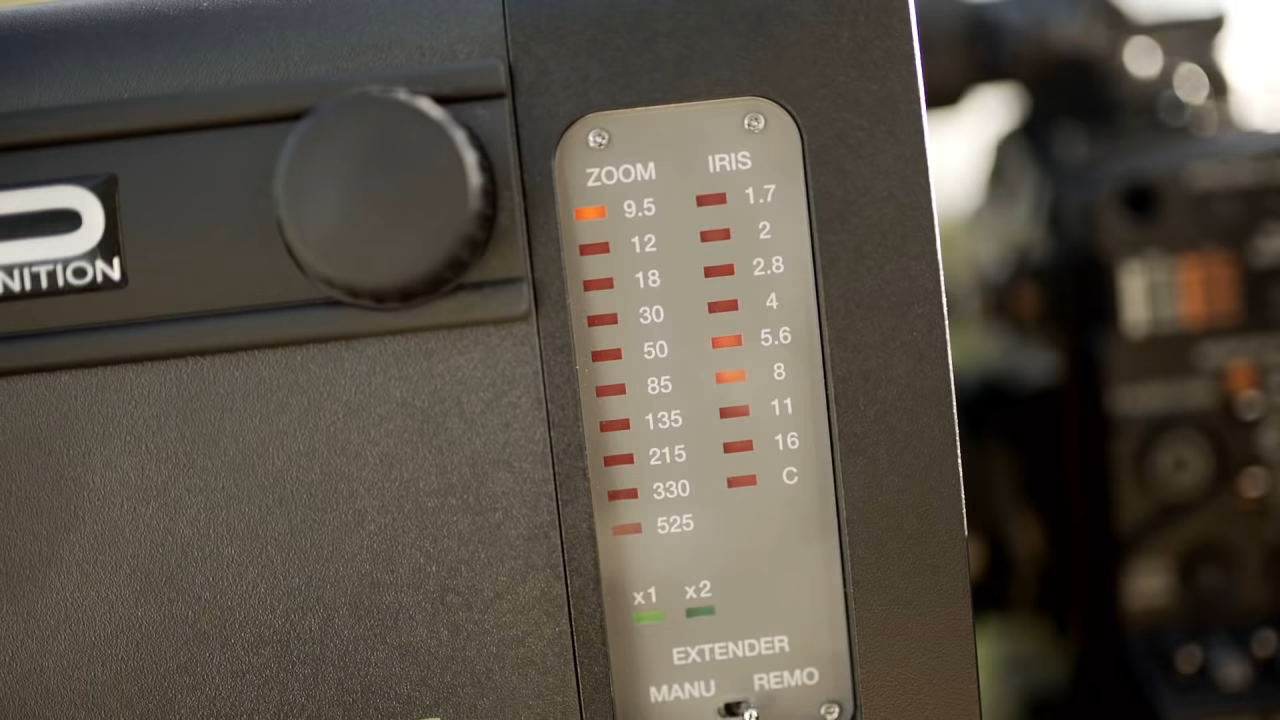 NITION
ZOOM IRIS
9.5 1.7
12 2
18 2.8
30 4
50 5.6
85 8
135 11
215 16
330 C
525
x1 x2
EXTENDER
MANU REMO